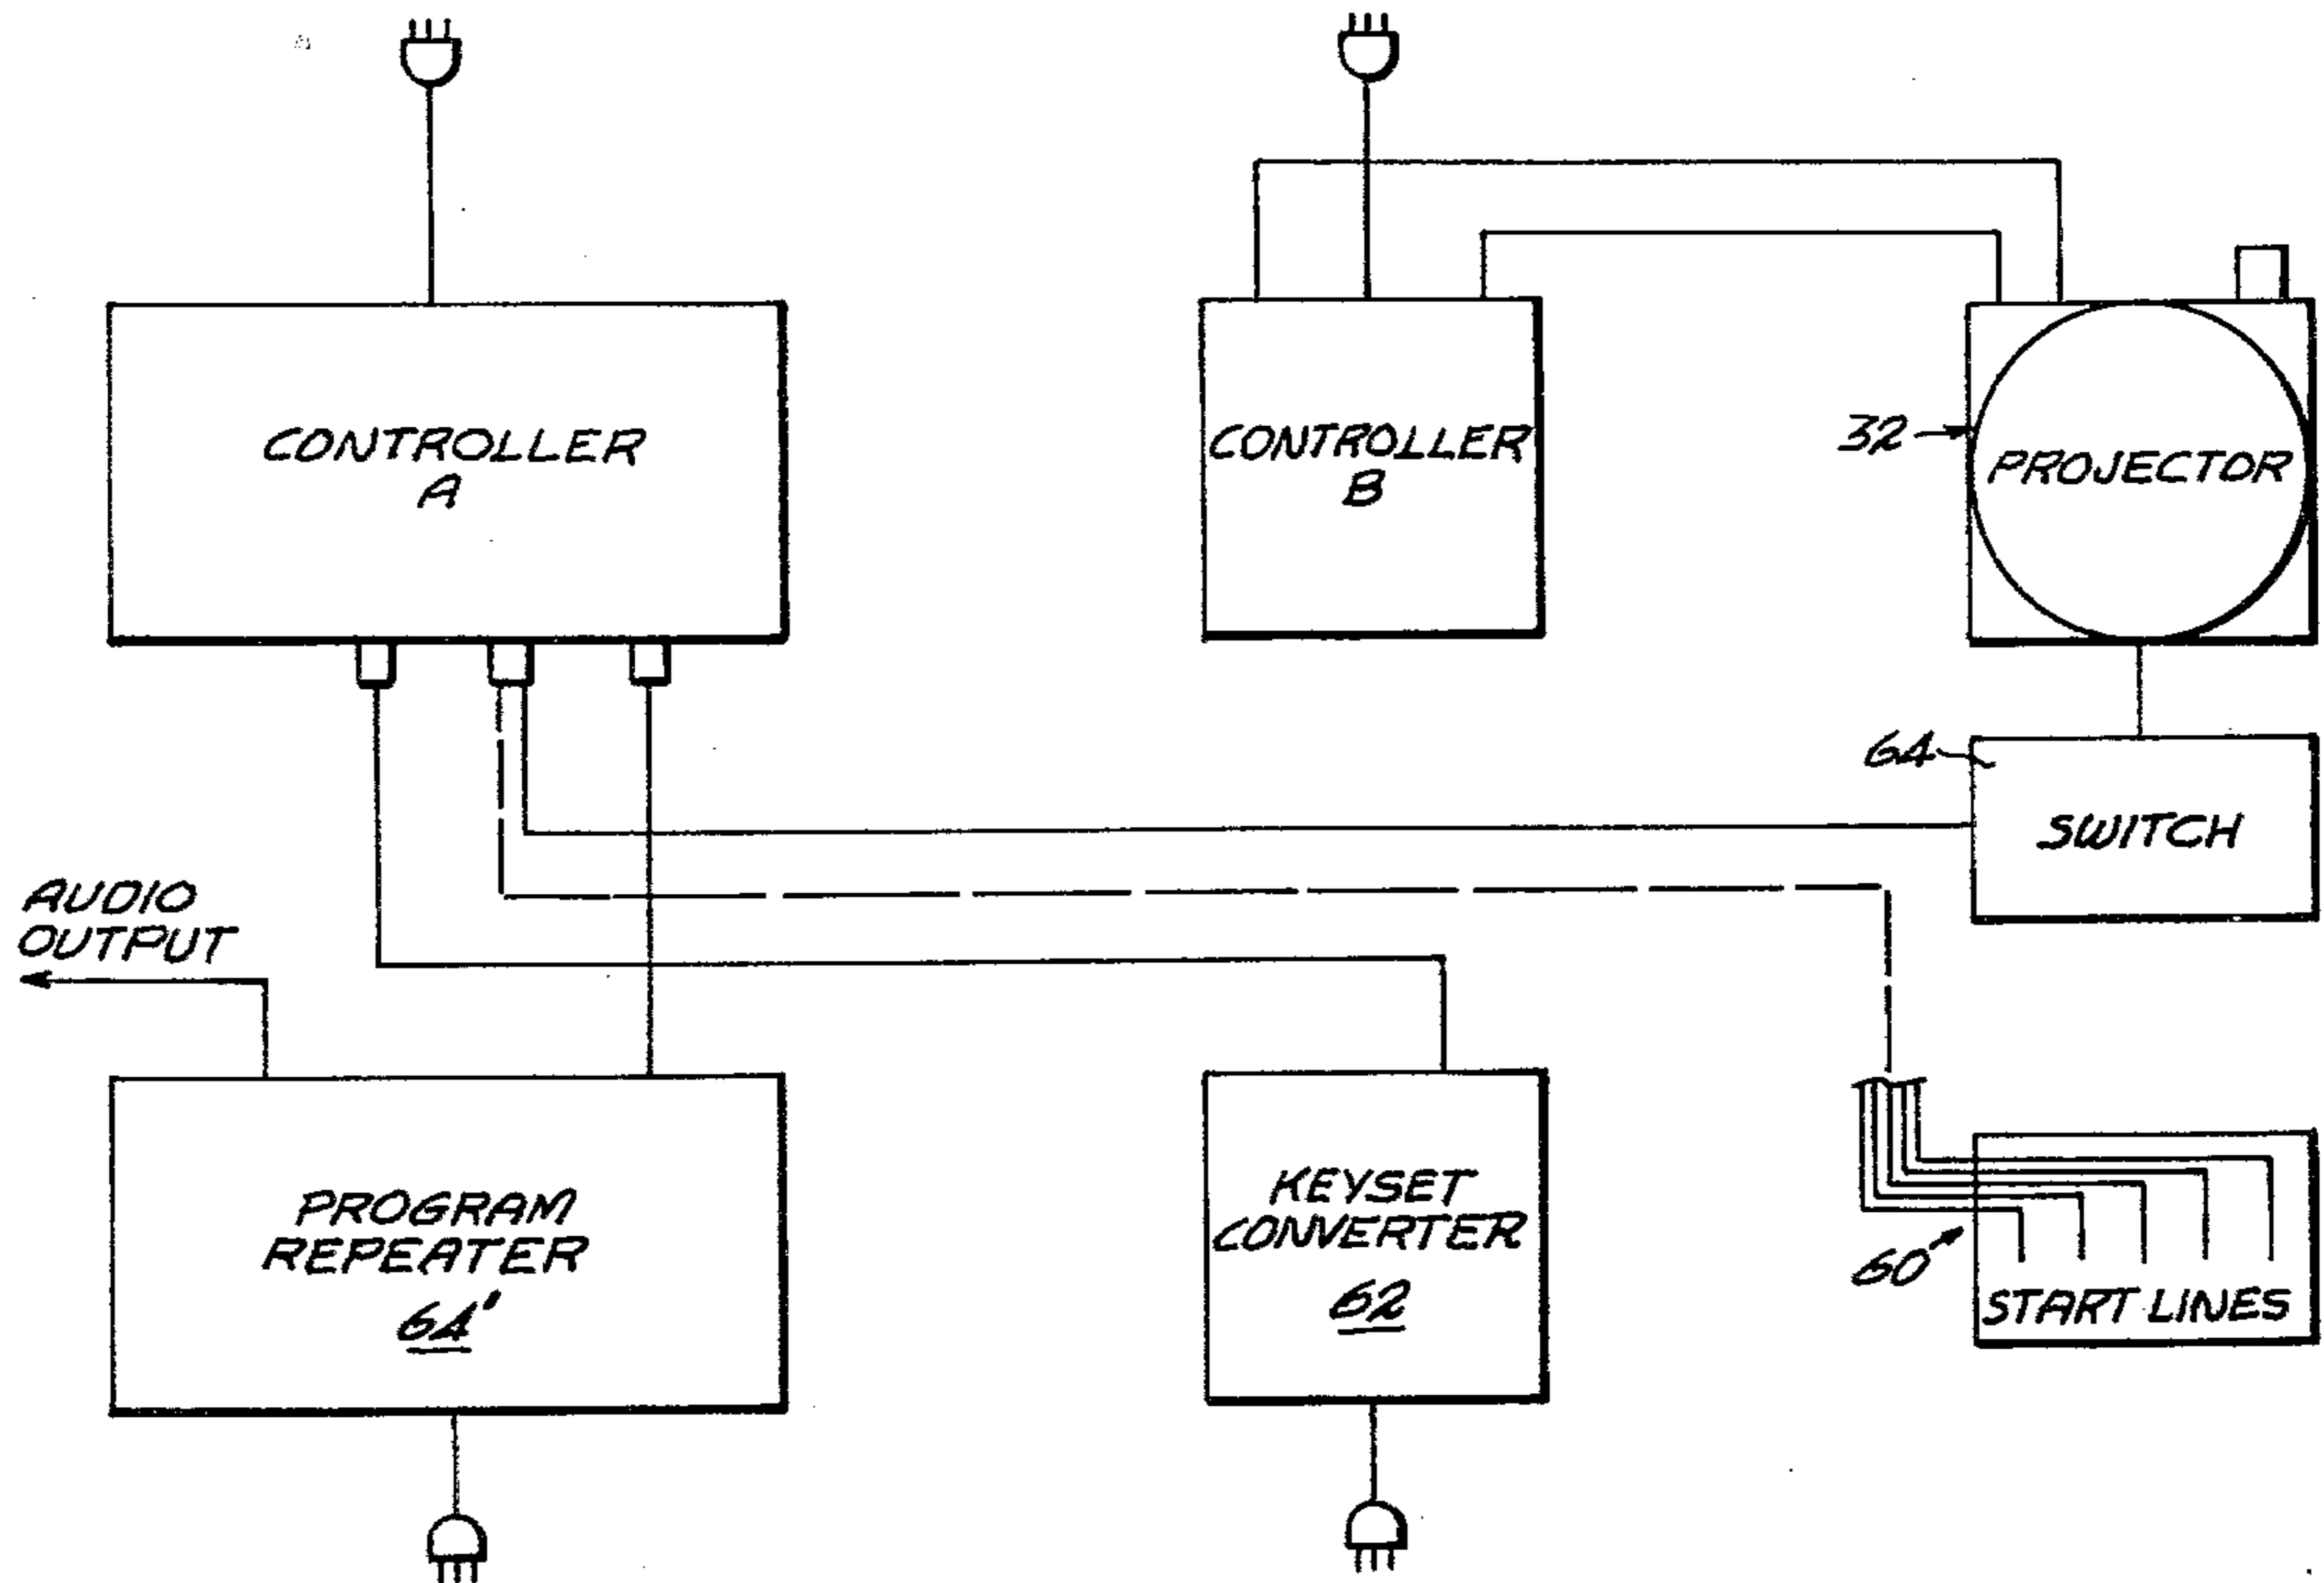 CONTROLLER
A
CONTROLLER
B
32
PROJECTOR
64
SWITCH
AUDIO
OUTPUT
PROGRAM
REPEATER
64'
KEYSET
CONVERTER
62
60
START LINES